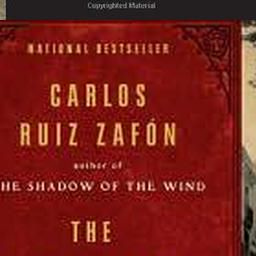 Copyrighted Material
NATIONAL BESTSELLER
CARLOS
RUIZ ZAFÓN
author of
HE SHADOW OF THE WIND
THE